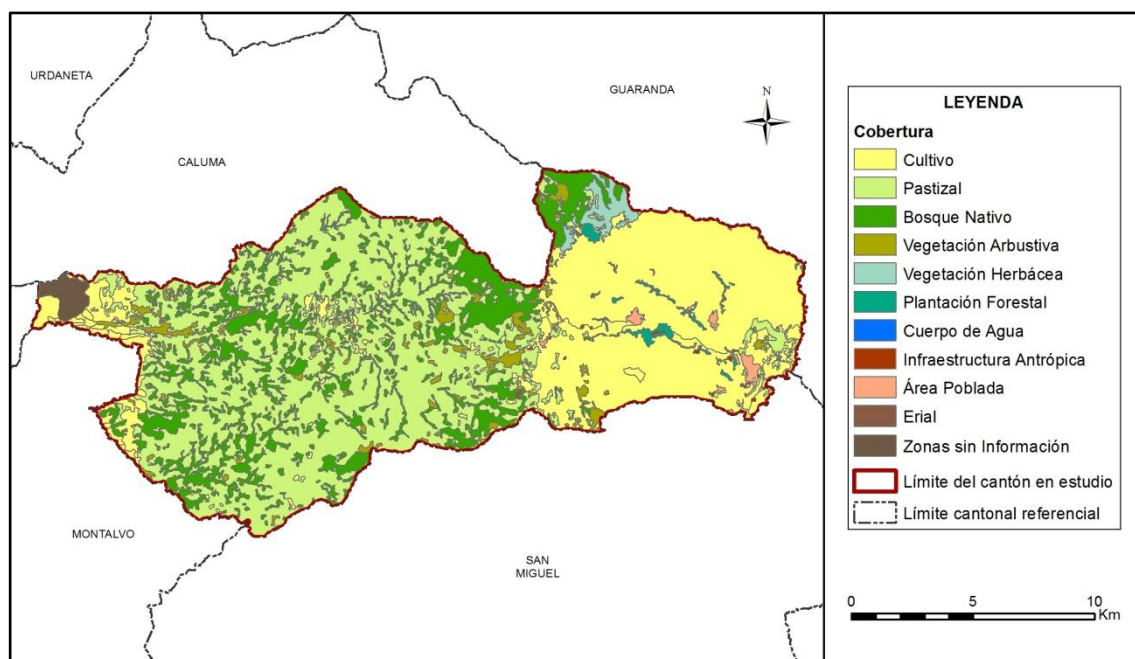 URDANETA
GUARANDA
N
CALUMA
MONTALVO
SAN
MIGUEL
LEYENDA
Cobertura
Cultivo
Pastizal
Bosque Nativo
Vegetación Arbustiva
Vegetación Herbácea
Plantación Forestal
Cuerpo de Agua
Infraestructura Antrópica
Área Poblada
Erial
Zonas sin Información
Límite del cantón en estudio
Límite cantonal referencial
0 5 10
Km